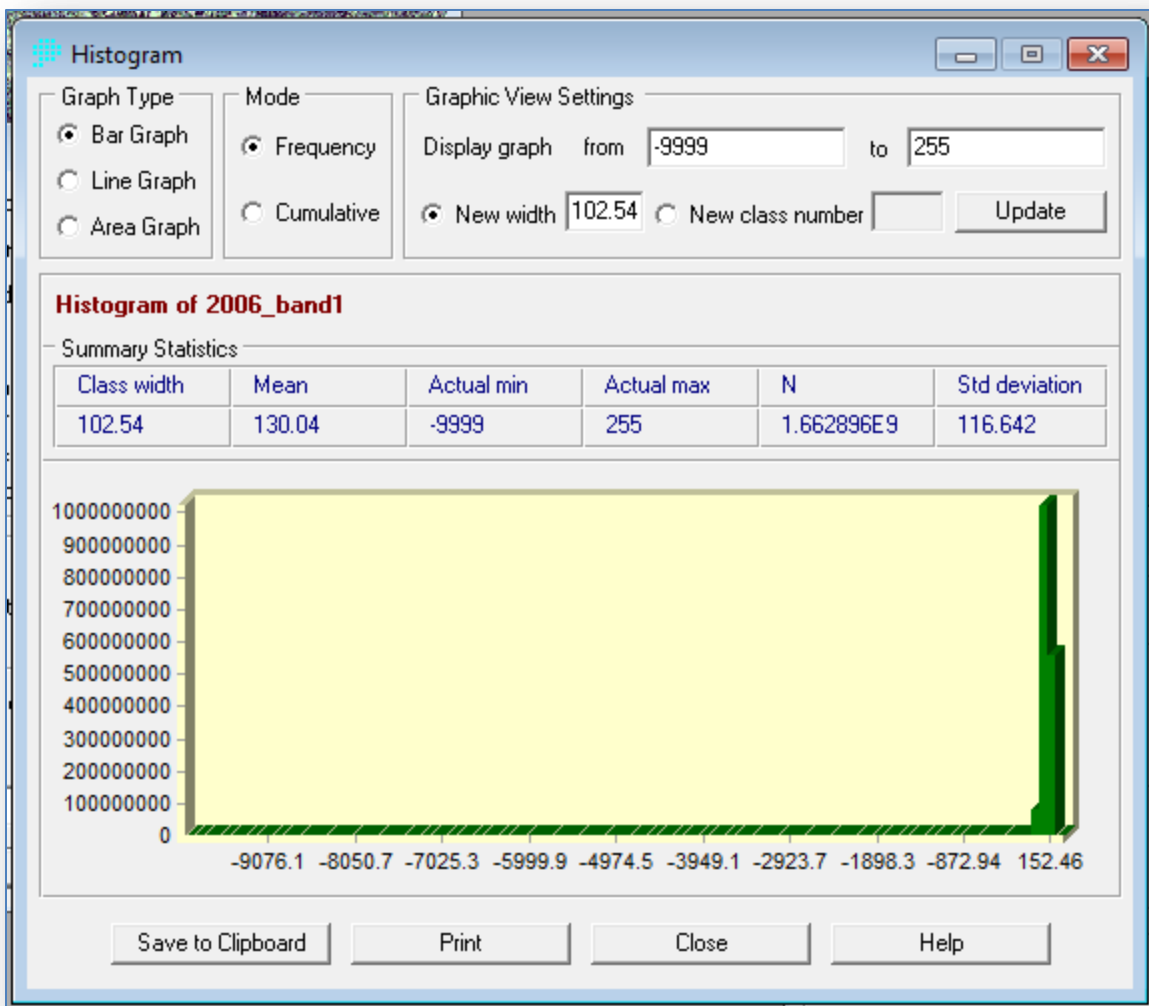 Histogram
Graph Type
Bar Graph
Line Graph
Area Graph
Mode
Frequency
Cumulative
Graphic View Settings
Display graph from -9999 to 255
New width 102.54 New class number Update
Histogram of 2006_band1
Summary Statistics
Class width Mean Actual min Actual max N Std deviation
102.54 130.04 -9999 255 1.662896E9 116.642
1000000000
900000000
800000000
700000000
600000000
500000000
400000000
300000000
200000000
100000000
0
-9076.1 -8050.7 -7025.3 -5999.9 -4974.5 -3949.1 -2923.7 -1898.3 -872.94 152.46
Save to Clipboard Print Close Help